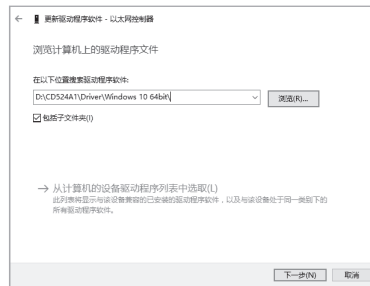 更新驱动程序软件 - 以太网控制器
浏览计算机上的驱动程序文件
在以下位置搜索驱动程序软件:
D:\CD524A1\Driver\Windows 10 64bit\
浏览(R)...
包括子文件夹(I)
从计算机的设备驱动程序列表中选取(L)
此列表将显示与该设备兼容的已安装的驱动程序软件，以及与该设备处于同一类别下的
所有驱动程序软件。
下一步(N)
取消